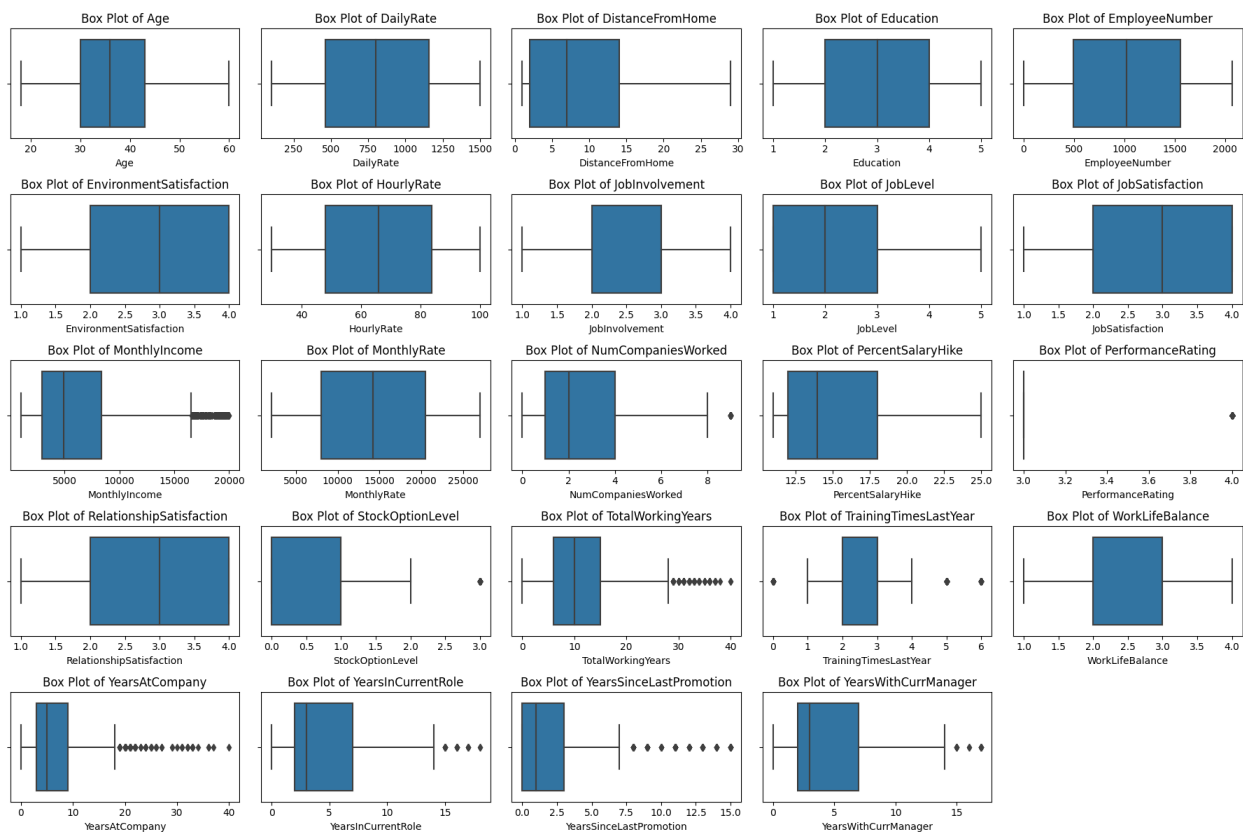 Box Plot of Age
Box Plot of DailyRate
Box Plot of DistanceFromHome
Box Plot of Education
Box Plot of EmployeeNumber
20 30 40 50 60
250 500 750 1000 1250 1500
0 5 10 15 20 25 30
1 2 3 4 5
0 500 1000 1500 2000
Age
DailyRate
DistanceFromHome
Education
EmployeeNumber
Box Plot of EnvironmentSatisfaction
Box Plot of HourlyRate
Box Plot of JobInvolvement
Box Plot of JobLevel
Box Plot of JobSatisfaction
1.0 1.5 2.0 2.5 3.0 3.5 4.0
40 60 80 100
1.0 1.5 2.0 2.5 3.0 3.5 4.0
1 2 3 4 5
1.0 1.5 2.0 2.5 3.0 3.5 4.0
EnvironmentSatisfaction
HourlyRate
JobInvolvement
JobLevel
JobSatisfaction
Box Plot of MonthlyIncome
Box Plot of MonthlyRate
Box Plot of NumCompaniesWorked
Box Plot of PercentSalaryHike
Box Plot of PerformanceRating
5000 10000 15000 20000
5000 10000 15000 20000 25000
0 2 4 6 8
12.5 15.0 17.5 20.0 22.5 25.0
3.0 3.2 3.4 3.6 3.8 4.0
MonthlyIncome
MonthlyRate
NumCompaniesWorked
PercentSalaryHike
PerformanceRating
Box Plot of RelationshipSatisfaction
Box Plot of StockOptionLevel
Box Plot of TotalWorkingYears
Box Plot of TrainingTimesLastYear
Box Plot of WorkLifeBalance
1.0 1.5 2.0 2.5 3.0 3.5 4.0
0.0 0.5 1.0 1.5 2.0 2.5 3.0
0 10 20 30 40
0 1 2 3 4 5 6
1.0 1.5 2.0 2.5 3.0 3.5 4.0
RelationshipSatisfaction
StockOptionLevel
TotalWorkingYears
TrainingTimesLastYear
WorkLifeBalance
Box Plot of YearsAtCompany
Box Plot of YearsInCurrentRole
Box Plot of YearsSinceLastPromotion
Box Plot of YearsWithCurrManager
0 10 20 30 40
0 5 10 15
0.0 2.5 5.0 7.5 10.0 12.5 15.0
0 5 10 15
YearsAtCompany
YearsInCurrentRole
YearsSinceLastPromotion
YearsWithCurrManager